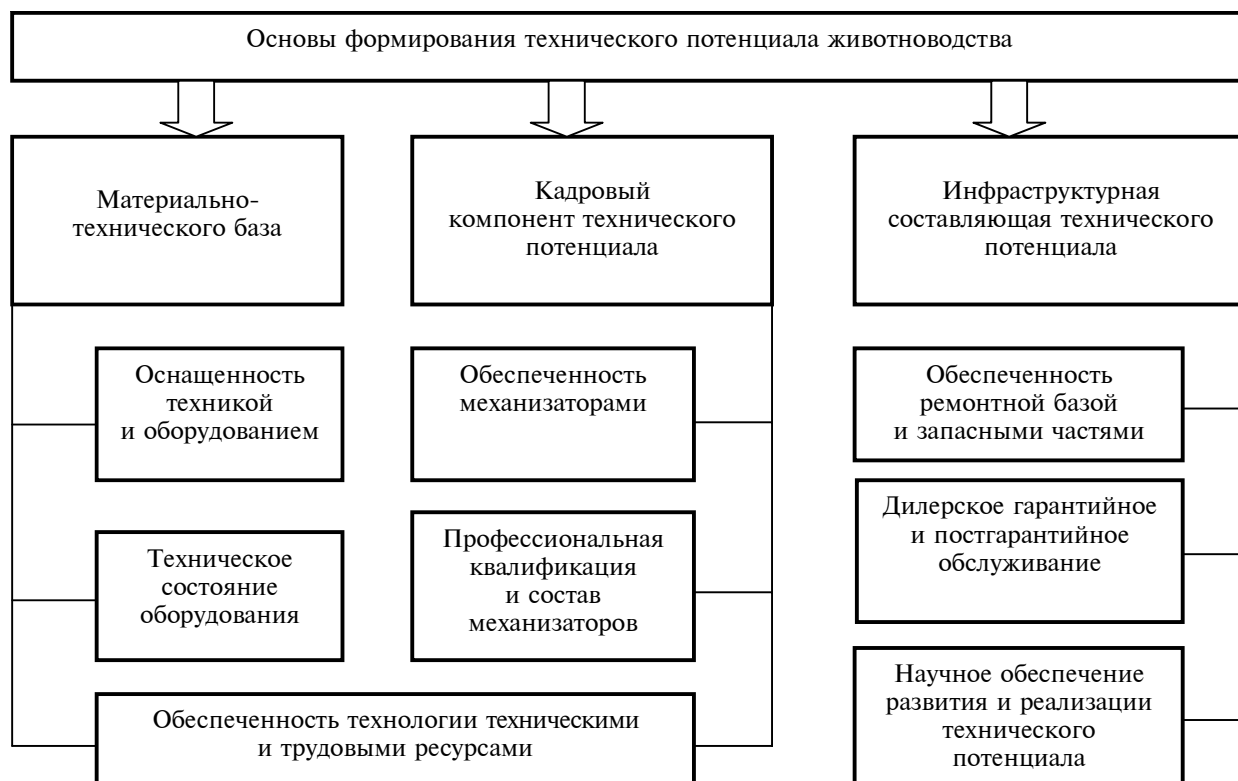 Основы формирования технического потенциала животноводства
Материально-
технического база
Кадровый
компонент технического
потенциала
Инфраструктурная
составляющая технического
потенциала
Оснащенность
техникой
и оборудованием
Обеспеченность
механизаторами
Обеспеченность
ремонтной базой
и запасными частями
Дилерское гарантийное
и постгарантийное
обслуживание
Техническое
состояние
оборудования
Профессиональная
квалификация
и состав
механизаторов
Научное обеспечение
развития и реализации
технического
потенциала
Обеспеченность технологии техническими
и трудовыми ресурсами